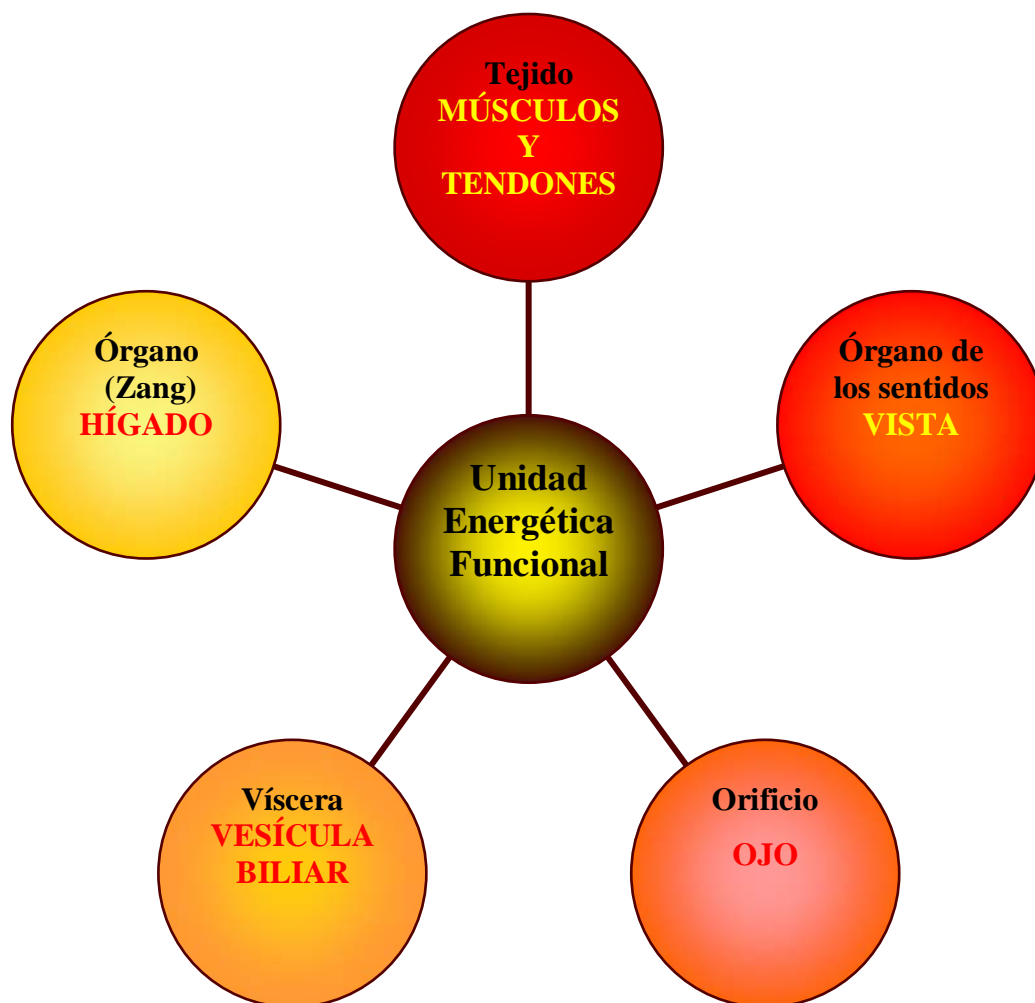 Tejido
MÚSCULOS
Y
TENDONES
Órgano
(Zang)
HÍGADO
Órgano de
los sentidos
VISTA
Unidad
Energética
Funcional
Víscera
VESÍCULA
BILIAR
Orificio
OJO